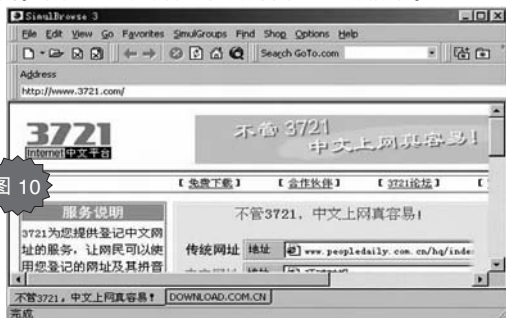 SimulBrowse 3
File Edit View Go Favorites SimulGroups Find Shop Options Help
Search GoTo.com
Address
http://www.3721.com/
3721
Internet中文平台
不管 3721
中文上网真容易!
图 10
【 免费下载 】 【 合作伙伴 】 【 3721论坛 】 【
服务说明
3721为您提供登记中文网
址的服务，让网民可以使
用您登记的网址及其拼音
不管3721，中文上网真容易！
传统网址 地址 www.peopledaily.com.cn/hq/inde
不管3721，中文上网真容易！ DOWNLOAD.COM.CN
完成